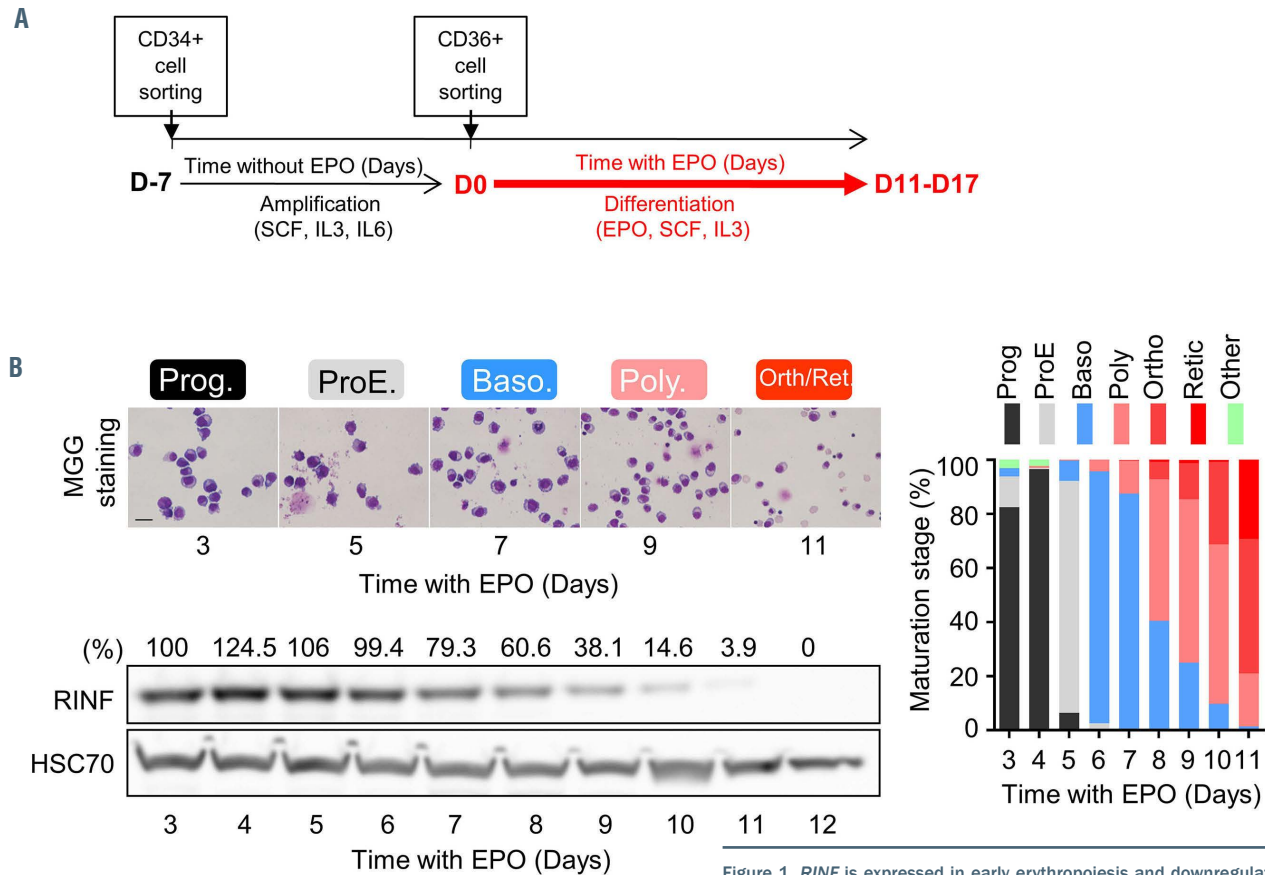 A
CD34+
cell
sorting
CD36+
cell
sorting
Time without EPO (Days)
Time with EPO (Days)
D-7
D0
D11-D17
Amplification
(SCF, IL3, IL6)
Differentiation
(EPO, SCF, IL3)
B
Prog.
ProE.
Baso.
Poly.
Orth/Ret.
MGG
staining
3 5 7 9 11
Time with EPO (Days)
(%) 100 124.5 106 99.4 79.3 60.6 38.1 14.6 3.9 0
RINF
HSC70
3 4 5 6 7 8 9 10 11 12
Time with EPO (Days)
Prog
ProE
Baso
Poly
Ortho
Retic
Other
Maturation stage (%)
100
80
60
40
20
0
3 4 5 6 7 8 9 10 11
Time with EPO (Days)
Figure 1. RINF is expressed in early erythropoiesis and downregulat